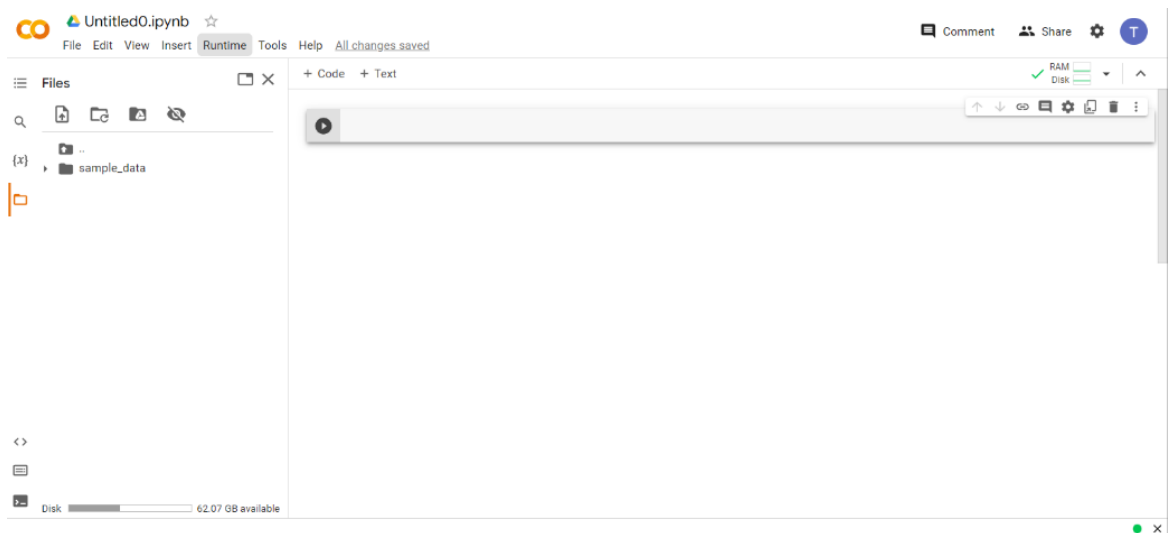 Untitled0.ipynb
File Edit View Insert Runtime Tools Help All changes saved
Comment Share T
Files
+ Code + Text
RAM
Disk
..
{x}
sample_data
Disk 62.07 GB available